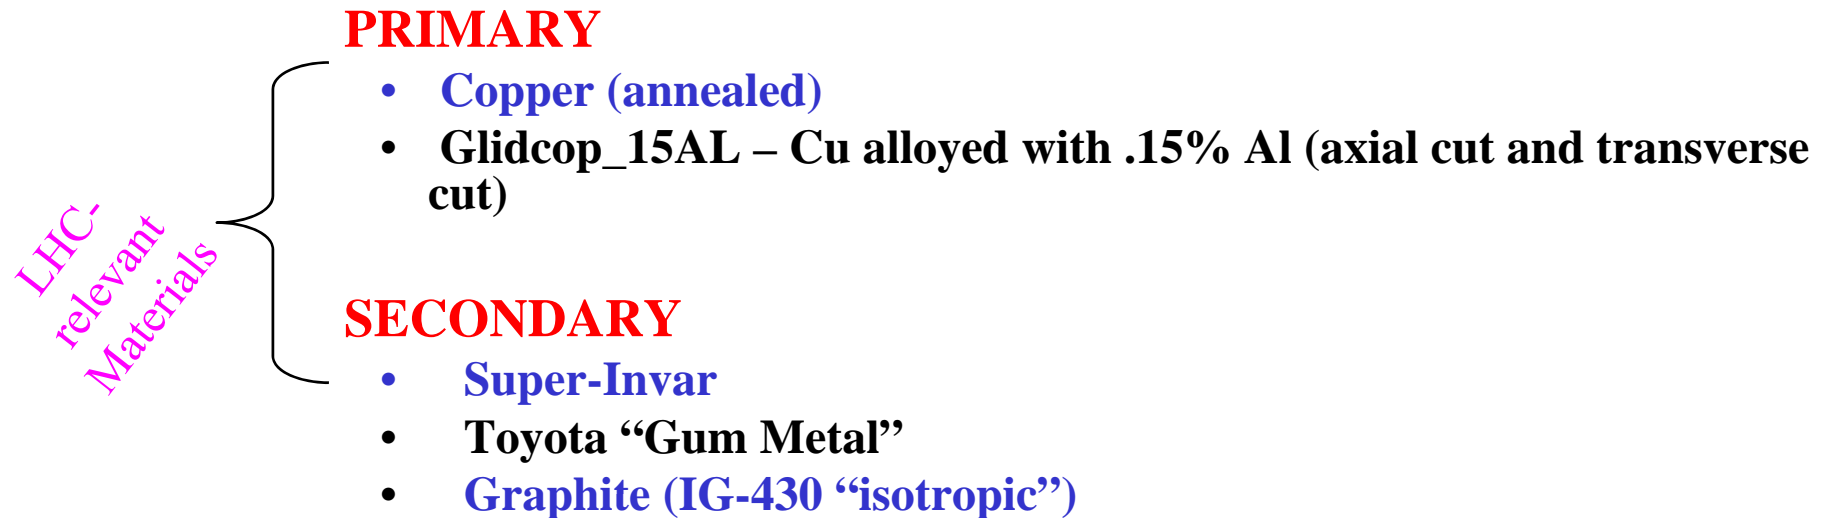 PRIMARY
• Copper (annealed)
• Glidcop_15AL – Cu alloyed with .15% Al (axial cut and transverse
cut)
LHC-
relevant
Materials
SECONDARY
• Super-Invar
• Toyota “Gum Metal”
• Graphite (IG-430 “isotropic”)